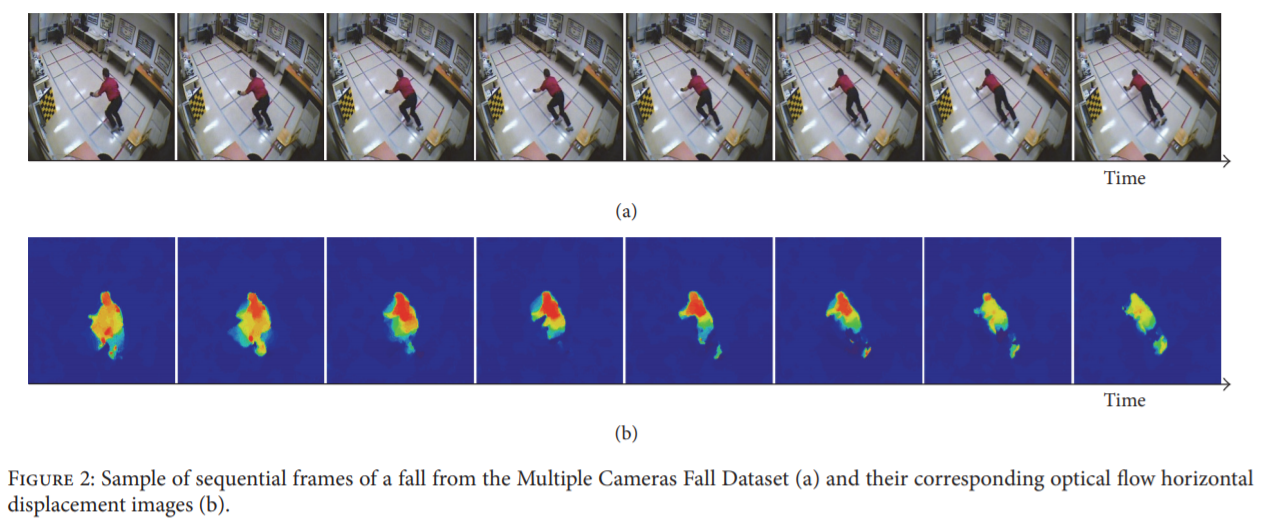 Time
(a)
Time
(b)
FIGURE 2: Sample of sequential frames of a fall from the Multiple Cameras Fall Dataset (a) and their corresponding optical flow horizontal
displacement images (b).